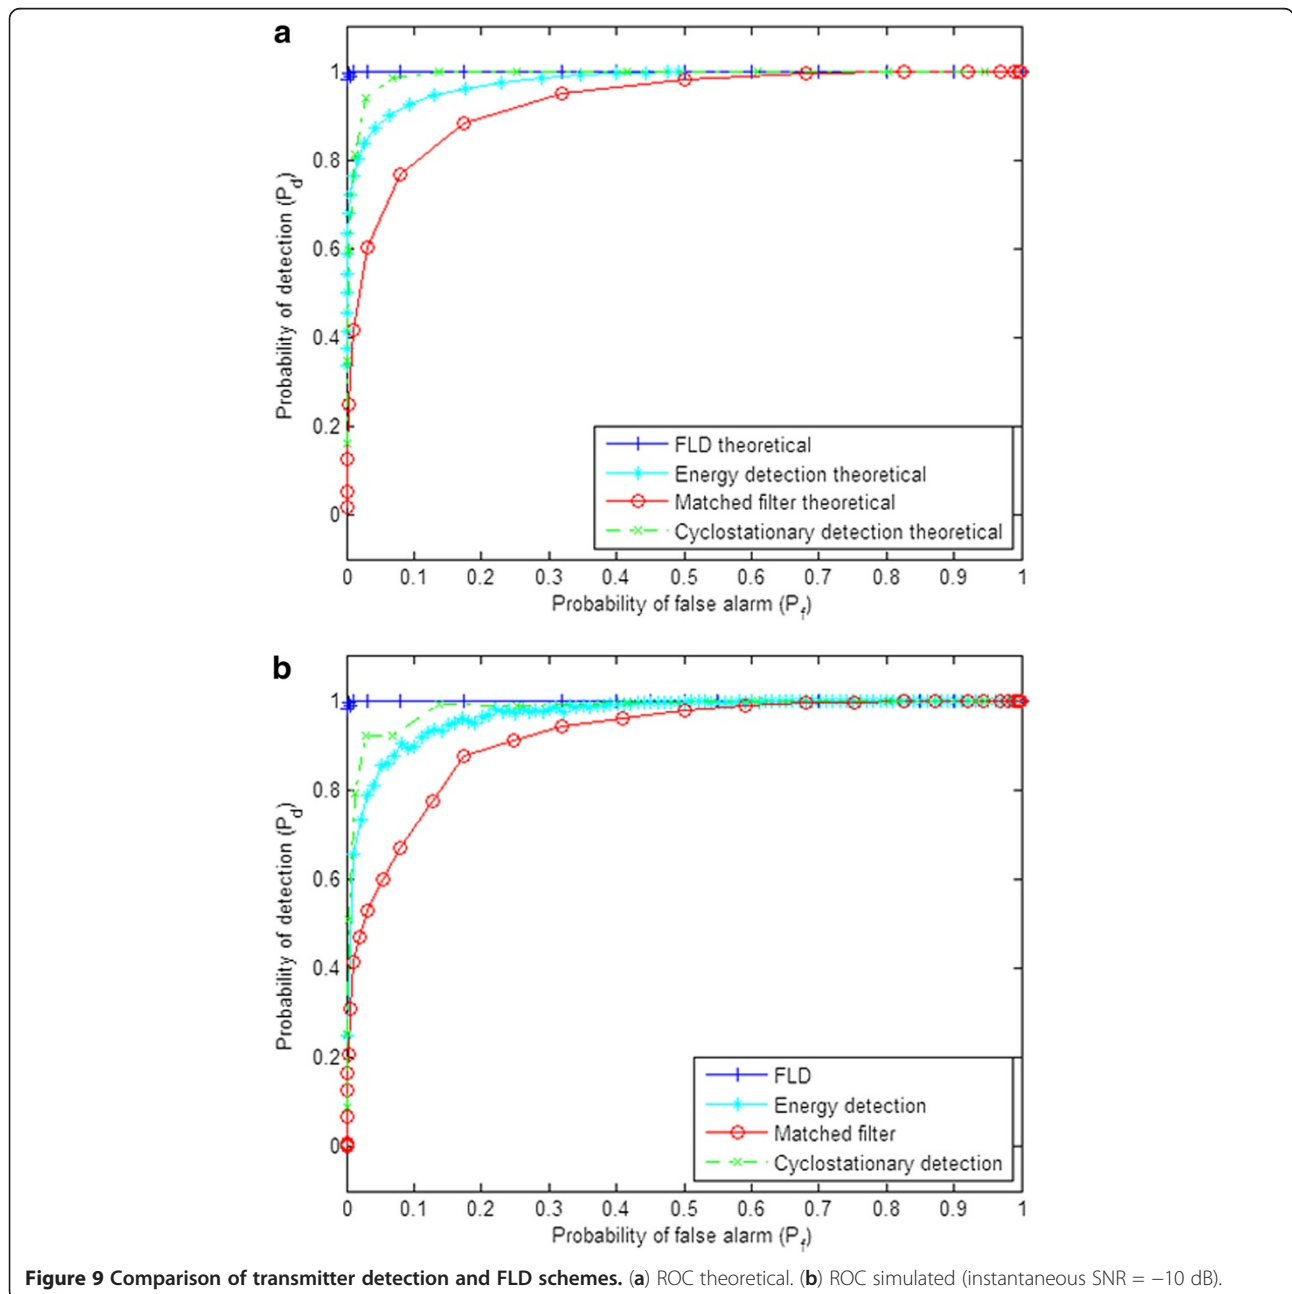 a
1
0.8
0.6
0.4
0.2
0
Probability of detection (P_d)
FLD theoretical
Energy detection theoretical
Matched filter theoretical
Cyclostationary detection theoretical
0 0.1 0.2 0.3 0.4 0.5 0.6 0.7 0.8 0.9 1
Probability of false alarm (P_f)
b
1
0.8
0.6
0.4
0.2
0
Probability of detection (P_d)
FLD
Energy detection
Matched filter
Cyclostationary detection
0 0.1 0.2 0.3 0.4 0.5 0.6 0.7 0.8 0.9 1
Probability of false alarm (P_f)
Figure 9 Comparison of transmitter detection and FLD schemes. (a) ROC theoretical. (b) ROC simulated (instantaneous SNR = −10 dB).